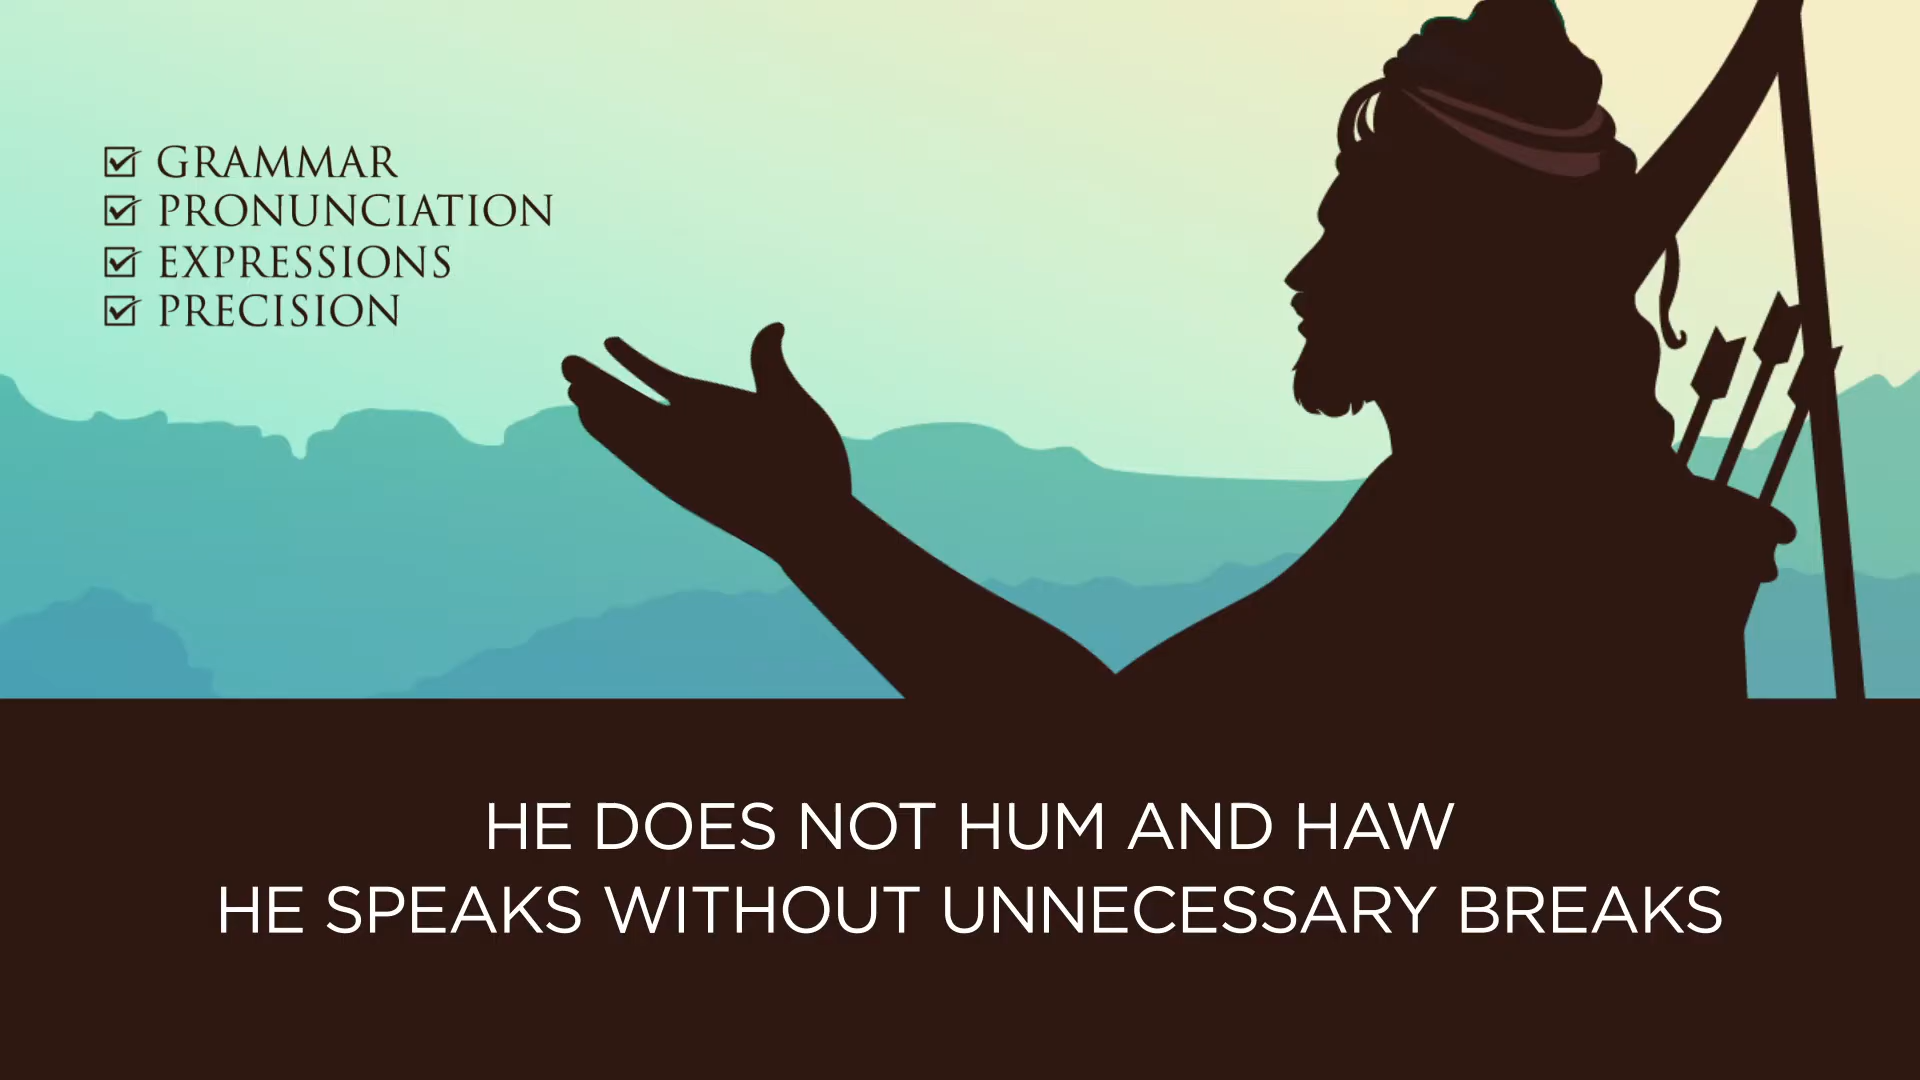 GRAMMAR
PRONUNCIATION
EXPRESSIONS
PRECISION
HE DOES NOT HUM AND HAW
HE SPEAKS WITHOUT UNNECESSARY BREAKS